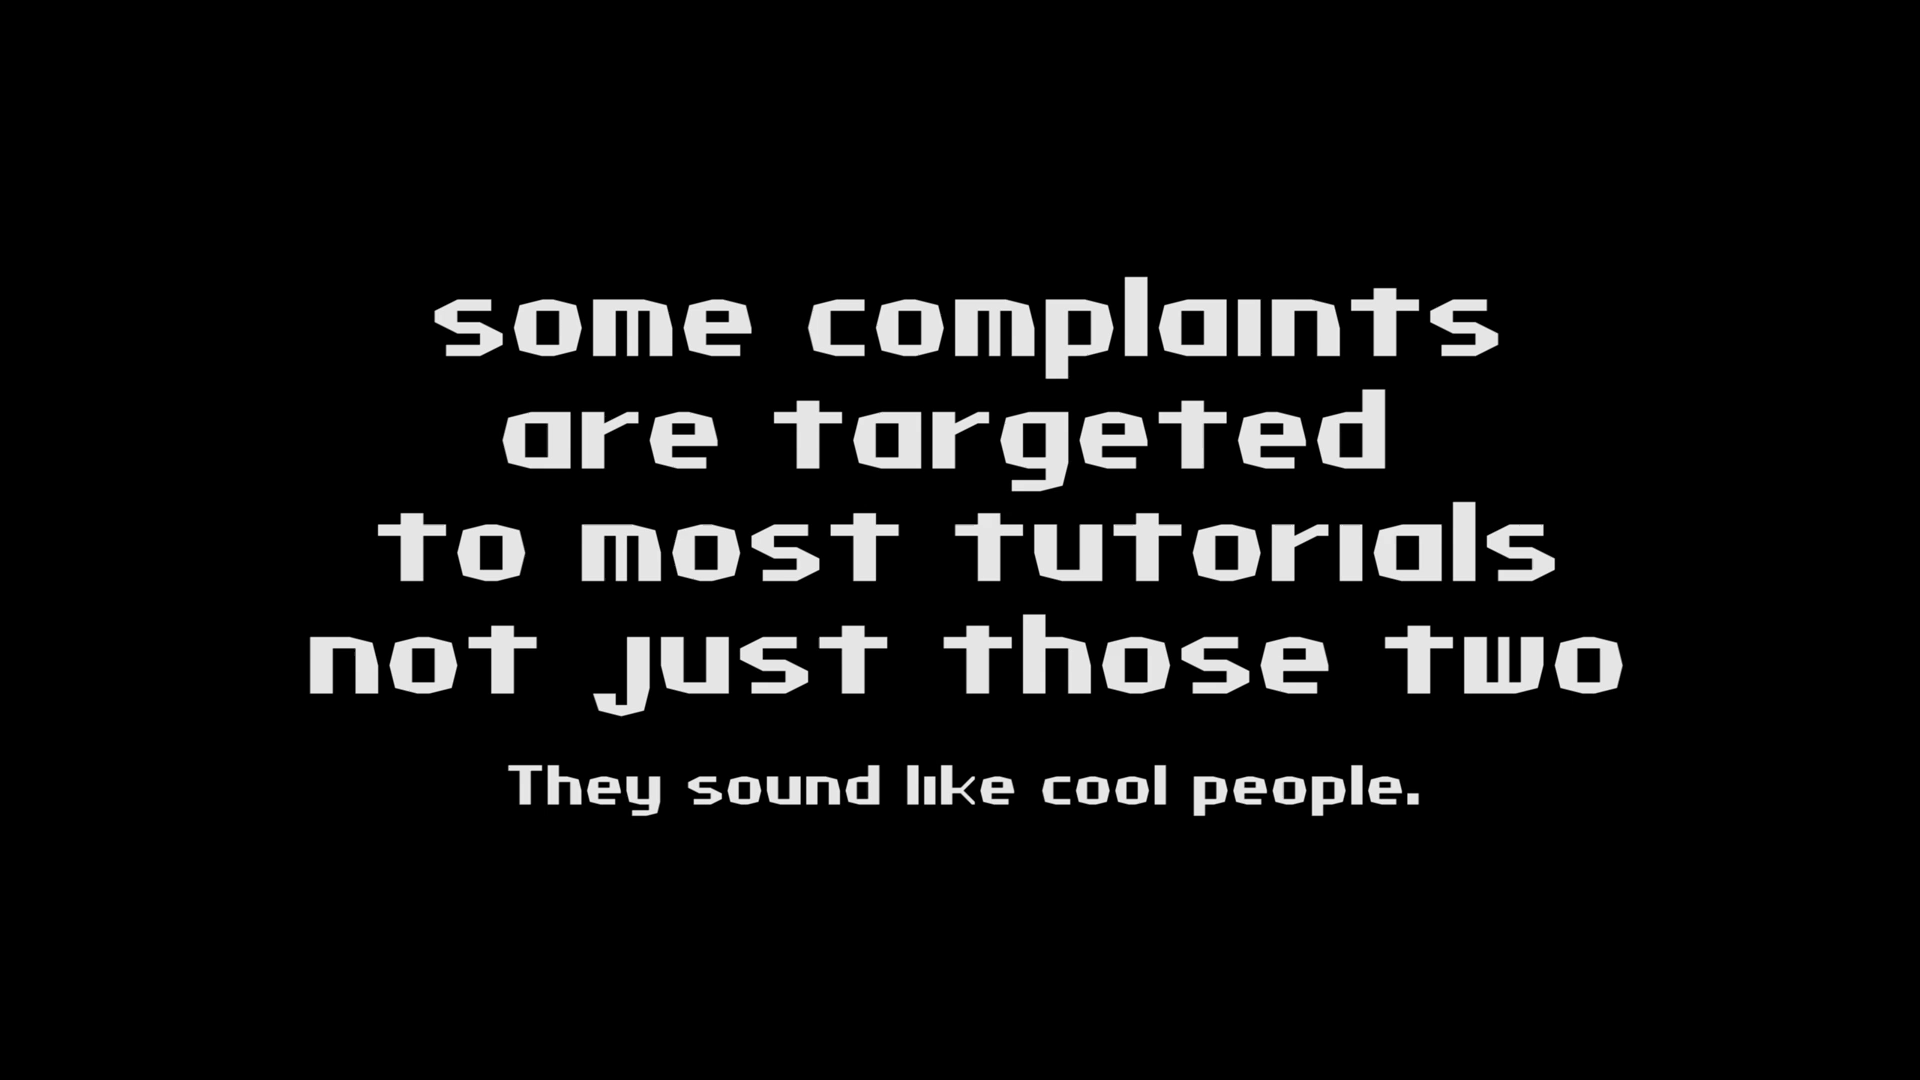 some complaints
are targeted
to most tutorials
not just those two
They sound like cool people.